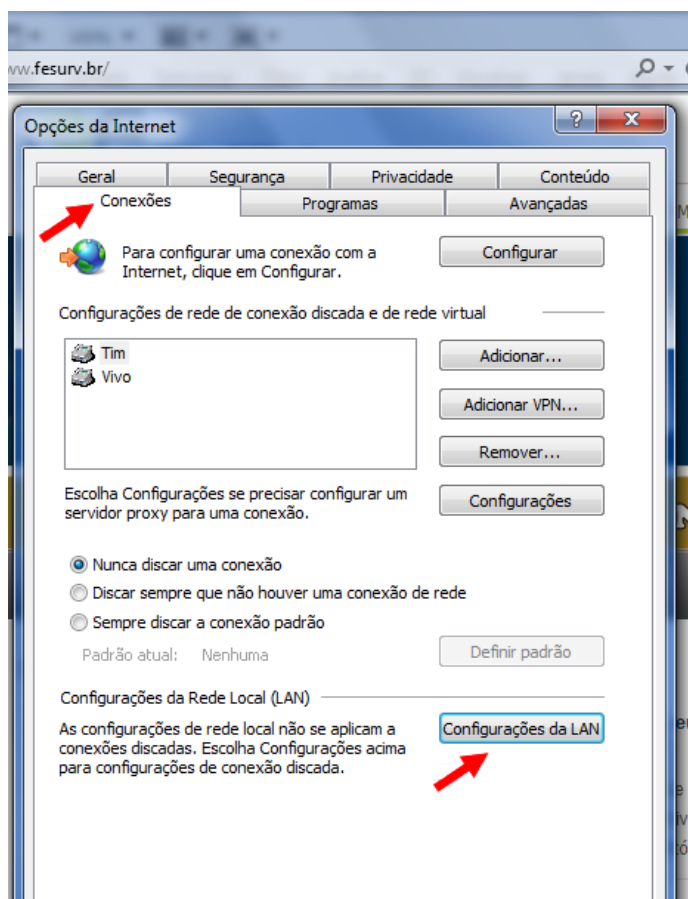 www.fesurv.br/
Opções da Internet
Geral
Segurança
Privacidade
Conteúdo
Conexões
Programas
Avançadas
Para configurar uma conexão com a
Internet, clique em Configurar.
Configurar
Configurações de rede de conexão discada e de rede virtual
Tim
Vivo
Adicionar...
Adicionar VPN...
Remover...
Escolha Configurações se precisar configurar um
servidor proxy para uma conexão.
Configurações
Nunca discar uma conexão
Discar sempre que não houver uma conexão de rede
Sempre discar a conexão padrão
Padrão atual: Nenhuma
Definir padrão
Configurações da Rede Local (LAN)
As configurações de rede local não se aplicam a
conexões discadas. Escolha Configurações acima
para configurações de conexão discada.
Configurações da LAN